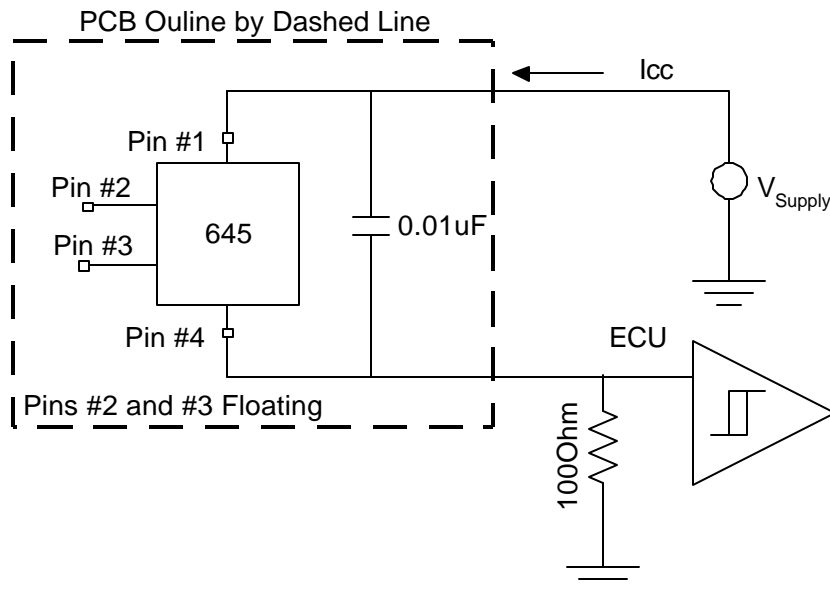 PCB Ouline by Dashed Line
Icc
Pin #1
Pin #2
V Supply
645
0.01uF
Pin #3
Pin #4
ECU
Pins #2 and #3 Floating
100Ohm